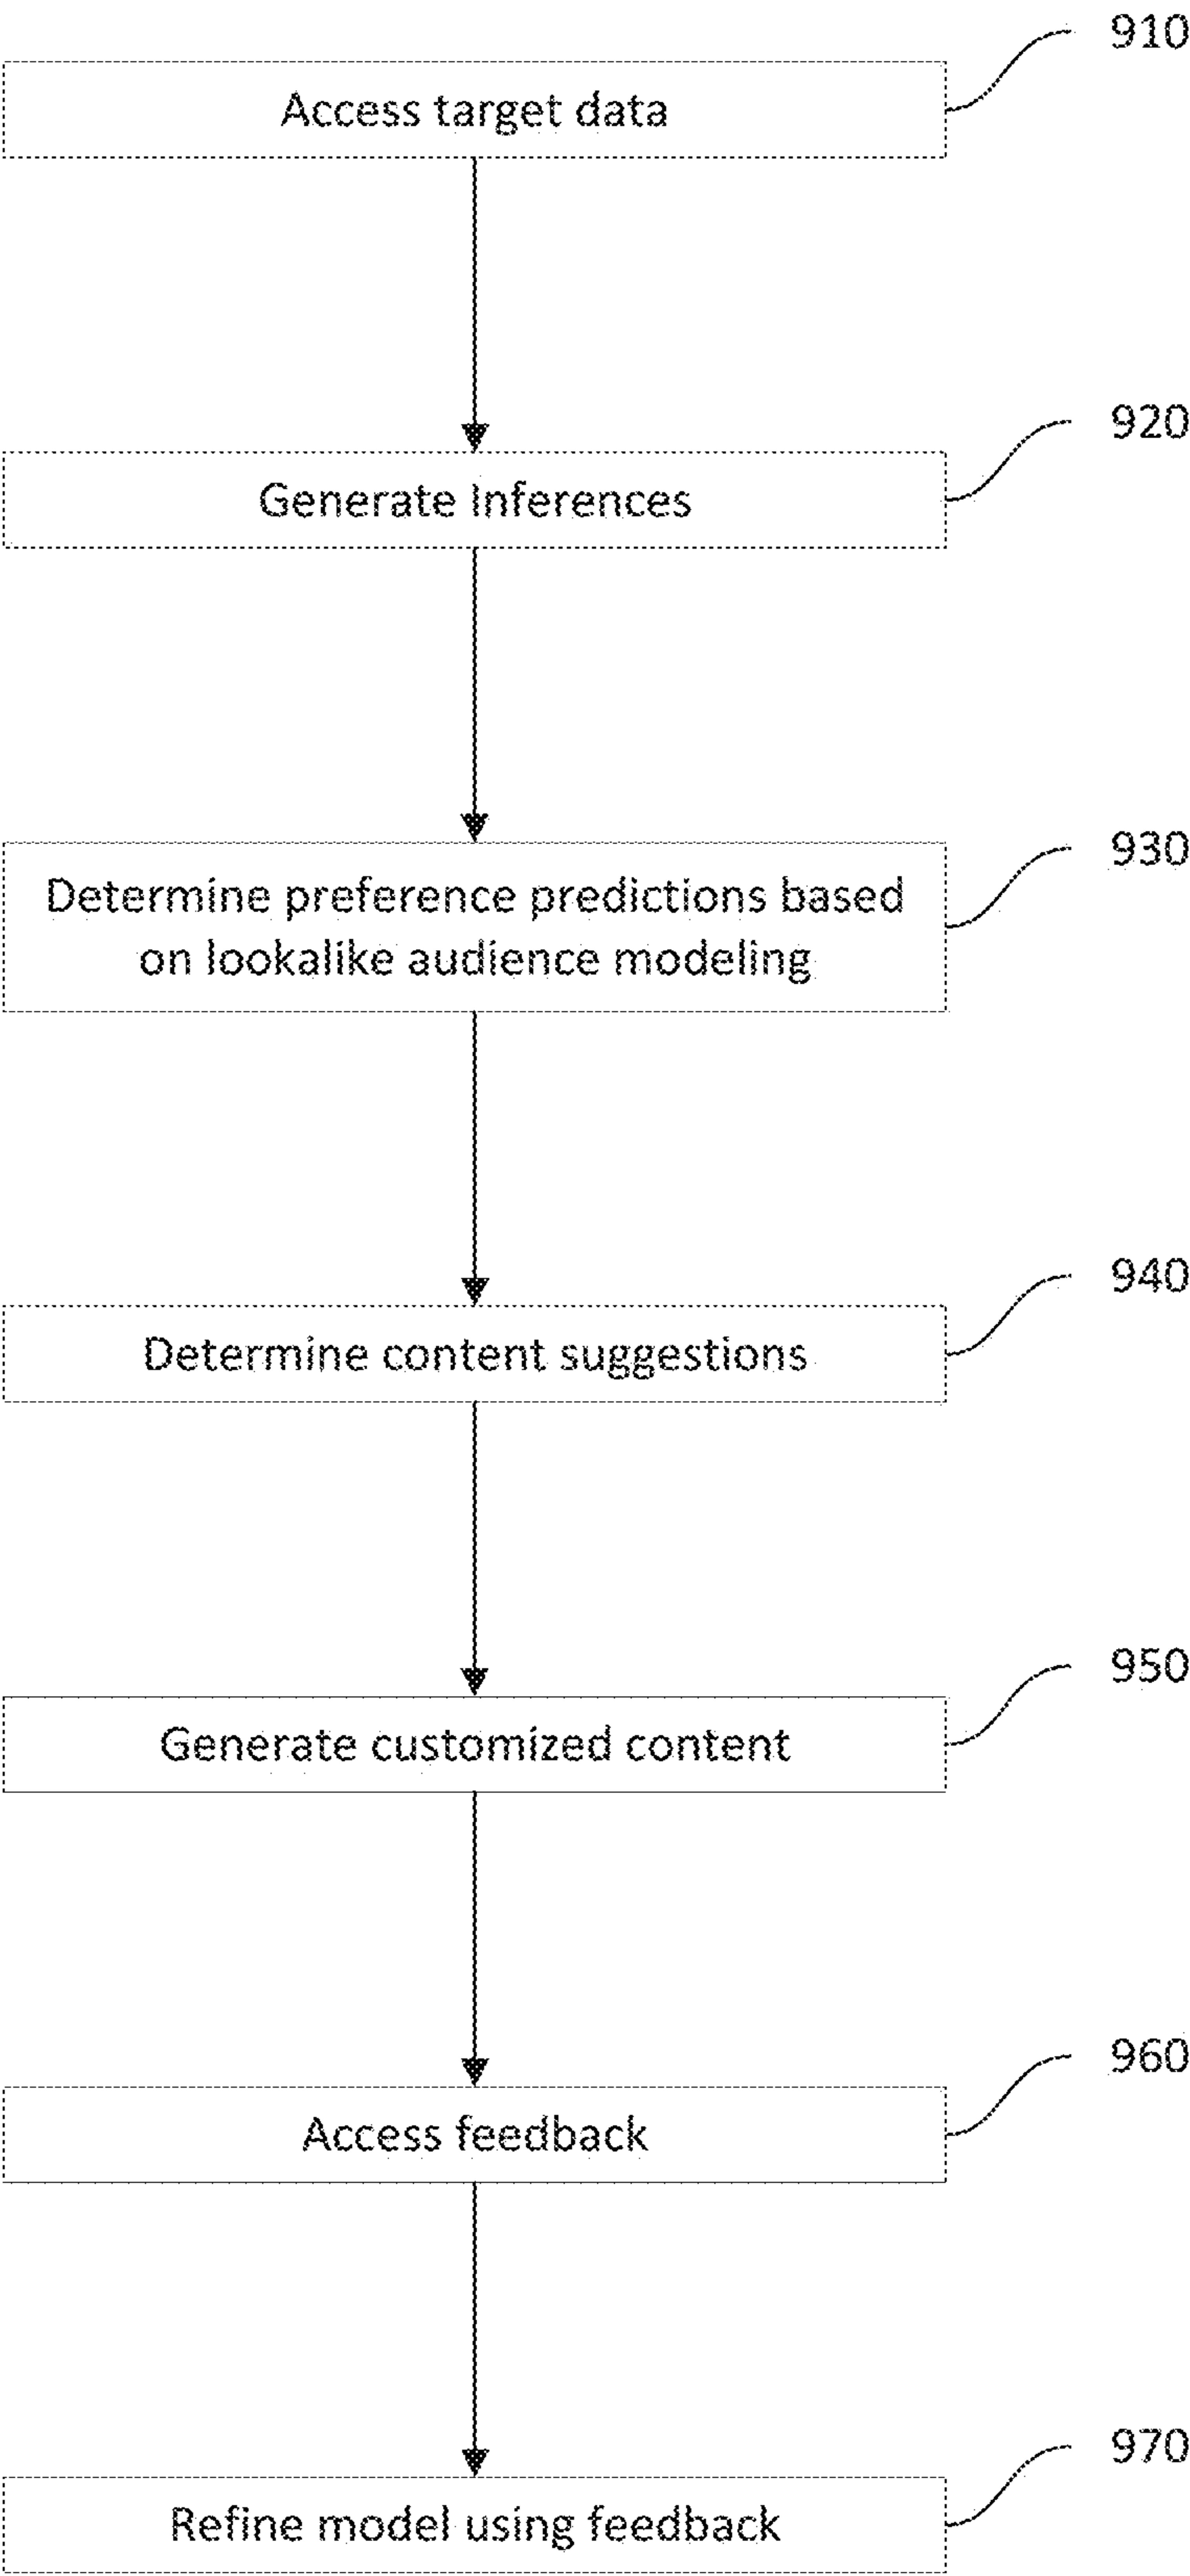 910
Access target data
920
Generate Inferences
930
Determine preference predictions based
on lookalike audience modeling
940
Determine content suggestions
950
Generate customized content
960
Access feedback
970
Refine model using feedback